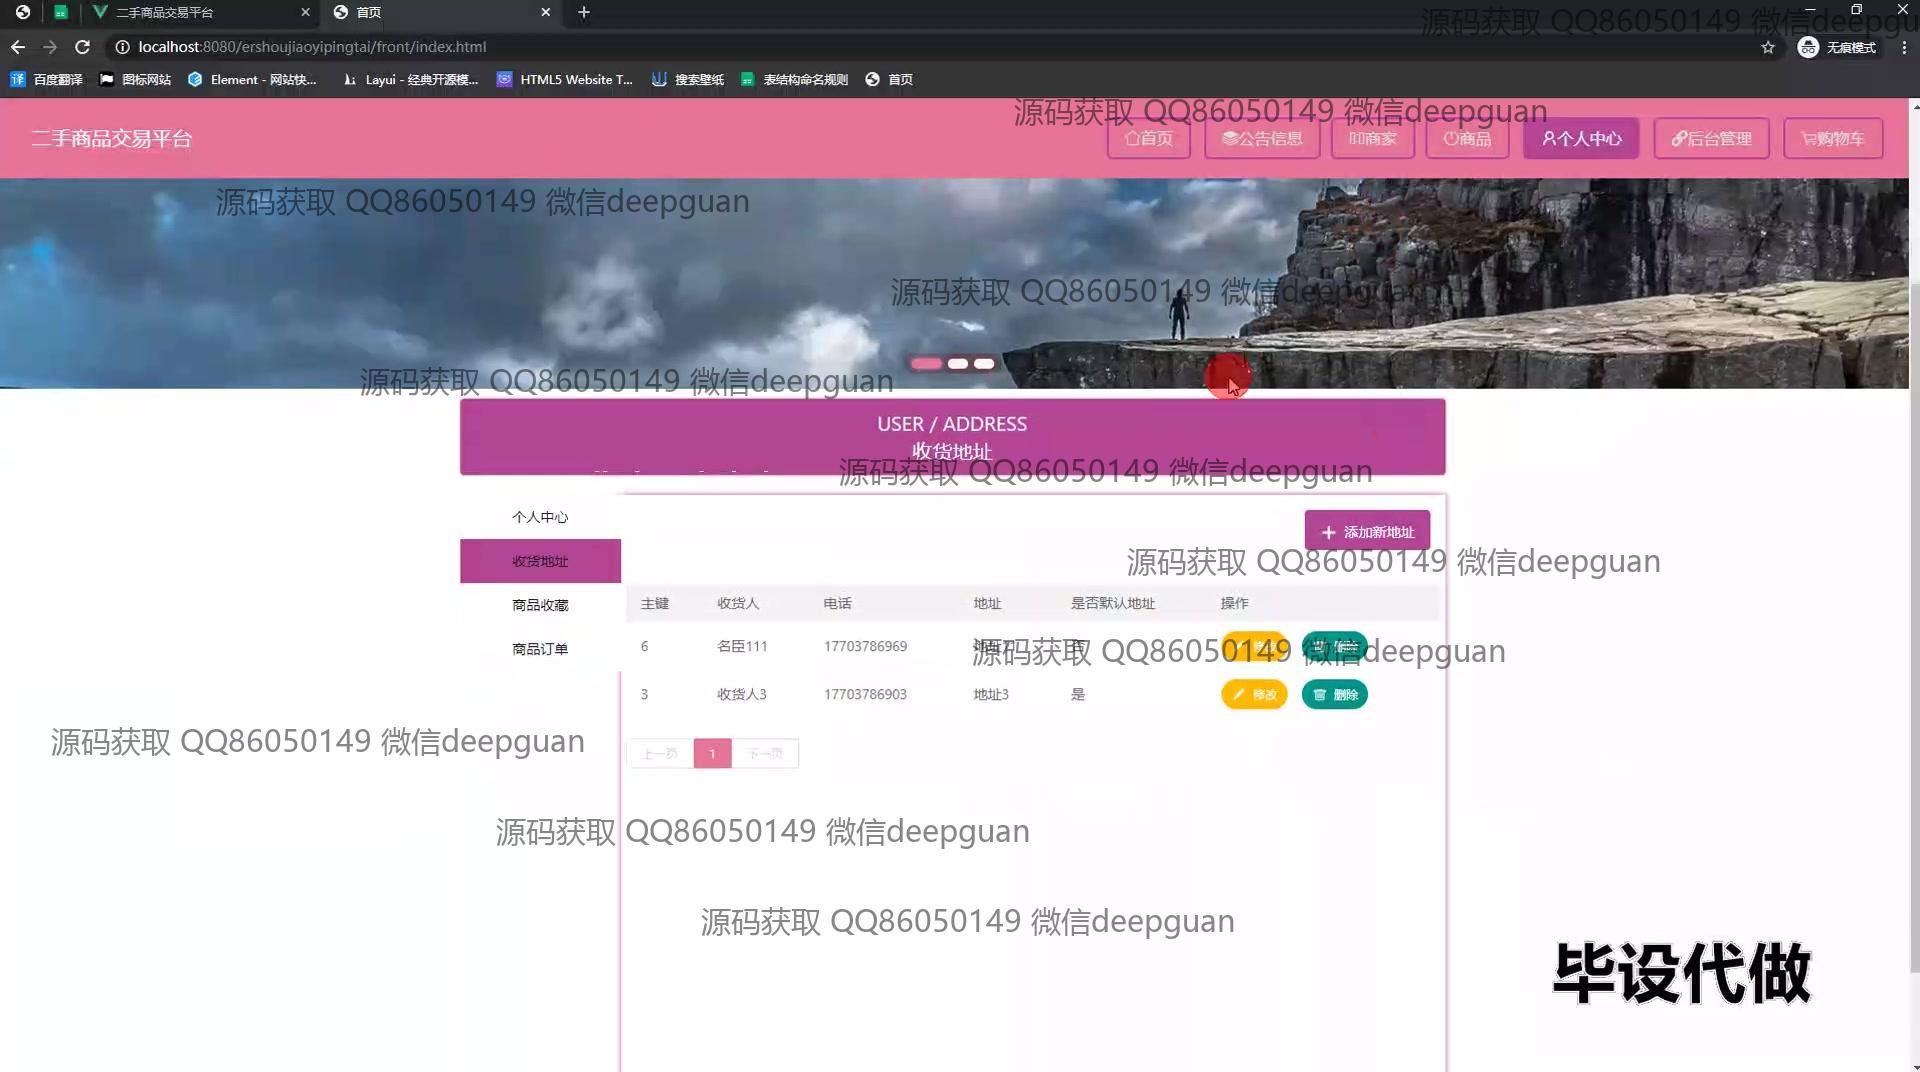 二手商品交易平台
首页
localhost:8080/ershoujiaoyipingtai/front/index.html
无痕模式
百度翻译
图标网站
Element - 网站快...
Layui - 经典开源模...
HTML5 Website T...
搜索壁纸
表结构命名规则
首页
源码获取 QQ86050149 微信deepgu
源码获取 QQ86050149 微信deepguan
二手商品交易平台
首页
公告信息
商家
商品
个人中心
后台管理
购物车
源码获取 QQ86050149 微信deepguan
源码获取 QQ86050149 微信deepguan
源码获取 QQ86050149 微信deepguan
USER / ADDRESS
收货地址
源码获取 QQ86050149 微信deepguan
个人中心
收货地址
商品收藏
商品订单
添加新地址
源码获取 QQ86050149 微信deepguan
主键 收货人 电话 地址 是否默认地址 操作
6 名臣111 17703786969
源码获取 QQ86050149 微信deepguan
3 收货人3 17703786903 地址3 是 修改 删除
上一页 1 下一页
源码获取 QQ86050149 微信deepguan
源码获取 QQ86050149 微信deepguan
源码获取 QQ86050149 微信deepguan
毕设代做